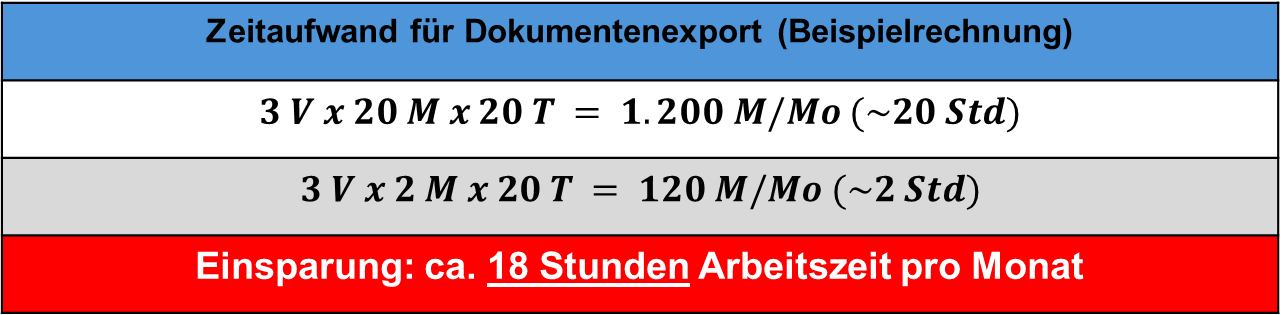 Zeitaufwand für Dokumentenexport (Beispielrechnung)
3 V x 20 M x 20 T = 1.200 M/Mo (~20 Std)
3 V x 2 M x 20 T = 120 M/Mo (~2 Std)
Einsparung: ca. 18 Stunden Arbeitszeit pro Monat